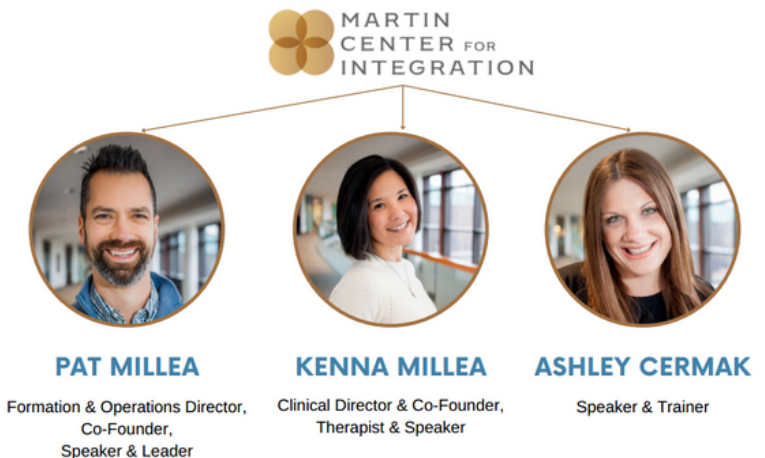 MARTIN
CENTER FOR
INTEGRATION
PAT MILLEA
Formation & Operations Director,
Co-Founder,
Speaker & Leader
KENNA MILLEA
Clinical Director & Co-Founder,
Therapist & Speaker
ASHLEY CERMAK
Speaker & Trainer